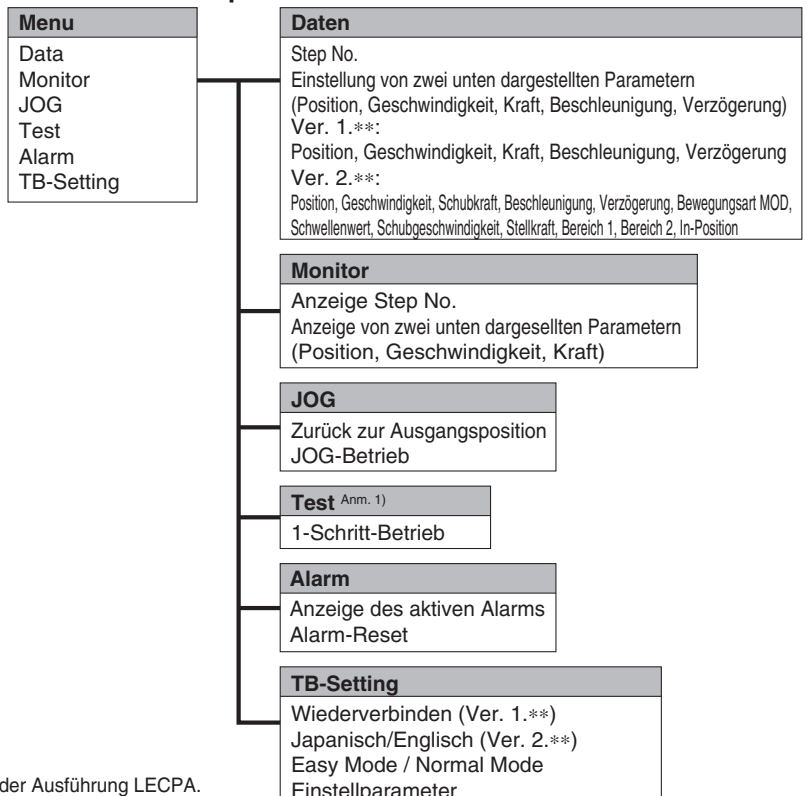 Menu
Data
Monitor
JOG
Test
Alarm
TB-Setting
Daten
Step No.
Einstellung von zwei unten dargestellten Parametern
(Position, Geschwindigkeit, Kraft, Beschleunigung, Verzögerung)
Ver. 1.**:
Position, Geschwindigkeit, Kraft, Beschleunigung, Verzögerung
Ver. 2.**:
Position, Geschwindigkeit, Schubkraft, Beschleunigung, Verzögerung, Bewegungsart MOD,
Schwellenwert, Schubgeschwindigkeit, Stellkraft, Bereich 1, Bereich 2, In-Position
Monitor
Anzeige Step No.
Anzeige von zwei unten dargesellten Parametern
(Position, Geschwindigkeit, Kraft)
JOG
Zurück zur Ausgangsposition
JOG-Betrieb
Test Anm. 1)
1-Schritt-Betrieb
Alarm
Anzeige des aktiven Alarms
Alarm-Reset
TB-Setting
Wiederverbinden (Ver. 1.**)
Japanisch/Englisch (Ver. 2.**)
Easy Mode / Normal Mode
Einstellparameter
der Ausführung LECPA.